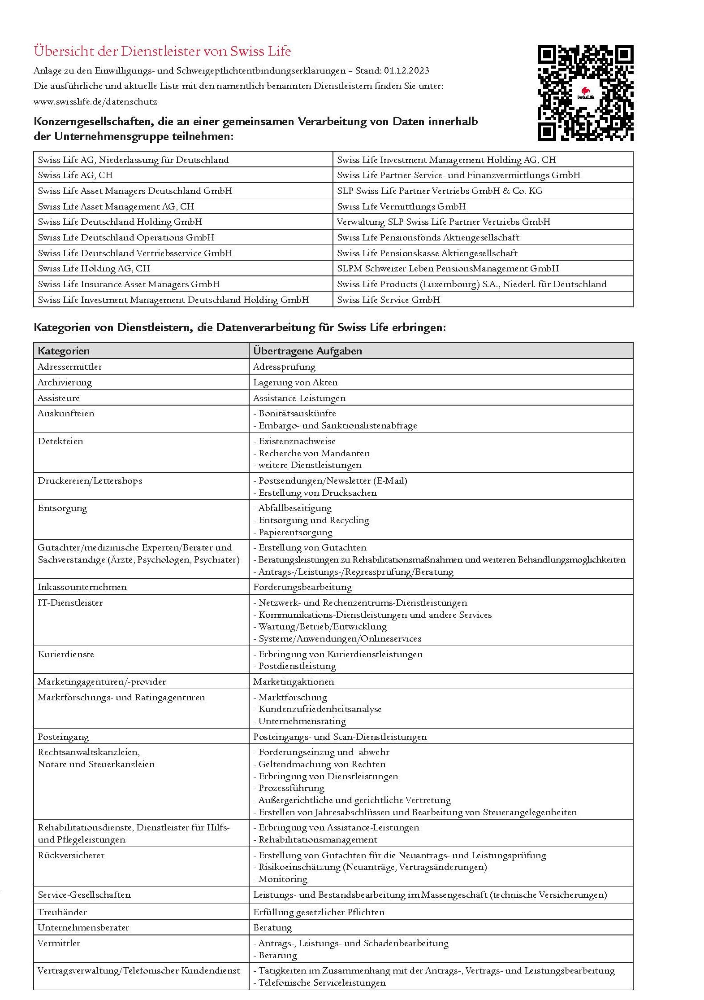 Übersicht der Dienstleister von Swiss Life
Anlage zu den Einwilligungs- und Schweigepflichtentbindungserklärungen – Stand: 01.12.2023
Die ausführliche und aktuelle Liste mit den namentlich benannten Dienstleistern finden Sie unter:
www.swisslife.de/datenschutz
SwissLife
Konzerngesellschaften, die an einer gemeinsamen Verarbeitung von Daten innerhalb
der Unternehmensgruppe teilnehmen:
Swiss Life AG, Niederlassung für Deutschland
Swiss Life Investment Management Holding AG, CH
Swiss Life AG, CH
Swiss Life Partner Service- und Finanzvermittlungs GmbH
Swiss Life Asset Managers Deutschland GmbH
SLP Swiss Life Partner Vertriebs GmbH & Co. KG
Swiss Life Asset Management AG, CH
Swiss Life Vermittlungs GmbH
Swiss Life Deutschland Holding GmbH
Verwaltung SLP Swiss Life Partner Vertriebs GmbH
Swiss Life Deutschland Operations GmbH
Swiss Life Pensionsfonds Aktiengesellschaft
Swiss Life Deutschland Vertriebsservice GmbH
Swiss Life Pensionskasse Aktiengesellschaft
Swiss Life Holding AG, CH
SLPM Schweizer Leben PensionsManagement GmbH
Swiss Life Insurance Asset Managers GmbH
Swiss Life Products (Luxembourg) S.A., Niederl. für Deutschland
Swiss Life Investment Management Deutschland Holding GmbH
Swiss Life Service GmbH
Kategorien von Dienstleistern, die Datenverarbeitung für Swiss Life erbringen:
Kategorien
Übertragene Aufgaben
Adressermittler
Adressprüfung
Archivierung
Lagerung von Akten
Assisteure
Assistance-Leistungen
Auskunfteien
- Bonitätsauskünfte
- Embargo- und Sanktionslistenabfrage
Detekteien
- Existenznachweise
- Recherche von Mandanten
- weitere Dienstleistungen
Druckereien/Lettershops
- Postsendungen/Newsletter (E-Mail)
- Erstellung von Drucksachen
Entsorgung
- Abfallbeseitigung
- Entsorgung und Recycling
- Papierentsorgung
Gutachter/medizinische Experten/Berater und
Sachverständige (Ärzte, Psychologen, Psychiater)
- Erstellung von Gutachten
- Beratungsleistungen zu Rehabilitationsmaßnahmen und weiteren Behandlungsmöglichkeiten
- Antrags-/Leistungs-/Regressprüfung/Beratung
Inkassounternehmen
Forderungsbearbeitung
IT-Dienstleister
- Netzwerk- und Rechenzentrums-Dienstleistungen
- Kommunikations-Dienstleistungen und andere Services
- Wartung/Betrieb/Entwicklung
- Systeme/Anwendungen/Onlineservices
Kurierdienste
- Erbringung von Kurierdienstleistungen
- Postdienstleistung
Marketingagenturen/-provider
Marketingaktionen
Marktforschungs- und Ratingagenturen
- Marktforschung
- Kundenzufriedenheitsanalyse
- Unternehmensrating
Posteingang
Posteingangs- und Scan-Dienstleistungen
Rechtsanwaltskanzleien,
Notare und Steuerkanzleien
- Forderungseinzug und -abwehr
- Geltendmachung von Rechten
- Erbringung von Dienstleistungen
- Prozessführung
- Außergerichtliche und gerichtliche Vertretung
- Erstellen von Jahresabschlüssen und Bearbeitung von Steuerangelegenheiten
Rehabilitationsdienste, Dienstleister für Hilfs-
und Pflegeleistungen
- Erbringung von Assistance-Leistungen
- Rehabilitationsmanagement
Rückversicherer
- Erstellung von Gutachten für die Neuantrags- und Leistungsprüfung
- Risikoeinschätzung (Neuanträge, Vertragsänderungen)
- Monitoring
Service-Gesellschaften
Leistungs- und Bestandsbearbeitung im Massengeschäft (technische Versicherungen)
Treuhänder
Erfüllung gesetzlicher Pflichten
Unternehmensberater
Beratung
Vermittler
- Antrags-, Leistungs- und Schadenbearbeitung
- Beratung
Vertragsverwaltung/Telefonischer Kundendienst
- Tätigkeiten im Zusammenhang mit der Antrags-, Vertrags- und Leistungsbearbeitung
- Telefonische Serviceleistungen